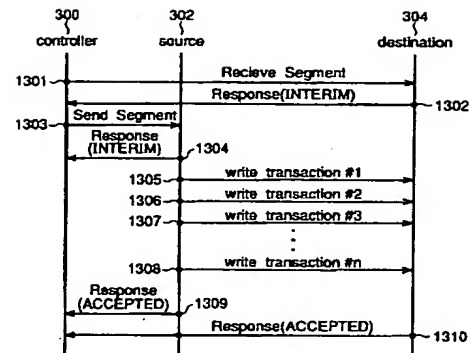 300
302
304
controller
source
destination
1301
Recieve Segment
Response(INTERIM)
1302
1303
Send Segment
Response
(INTERIM)
1304
1305
write transaction #1
1306
write transaction #2
1307
write transaction #3
1308
write transaction #n
Response
(ACCEPTED)
1309
Response(ACCEPTED)
1310